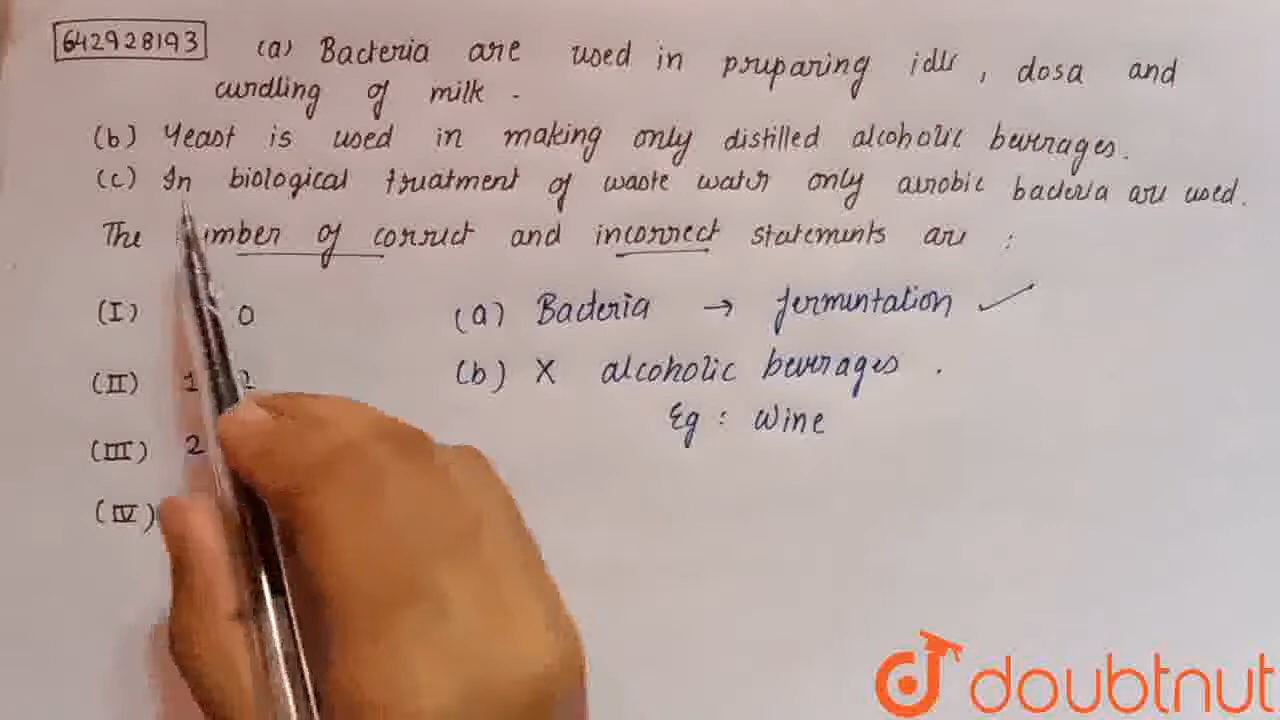 642928193
(a) Bacteria are used in preparing idli, dosa and
curdling of milk.
(b) Yeast is used in making only distilled alcoholic beverages.
(c) In biological treatment of waste water only aerobic bacteria are used.
The number of correct and incorrect statements are :
(I) 0
(II) 1 2
(III) 2
(IV)
(a) Bacteria → fermentation ✓
(b) X alcoholic beverages.
Eg : Wine
doubtnut